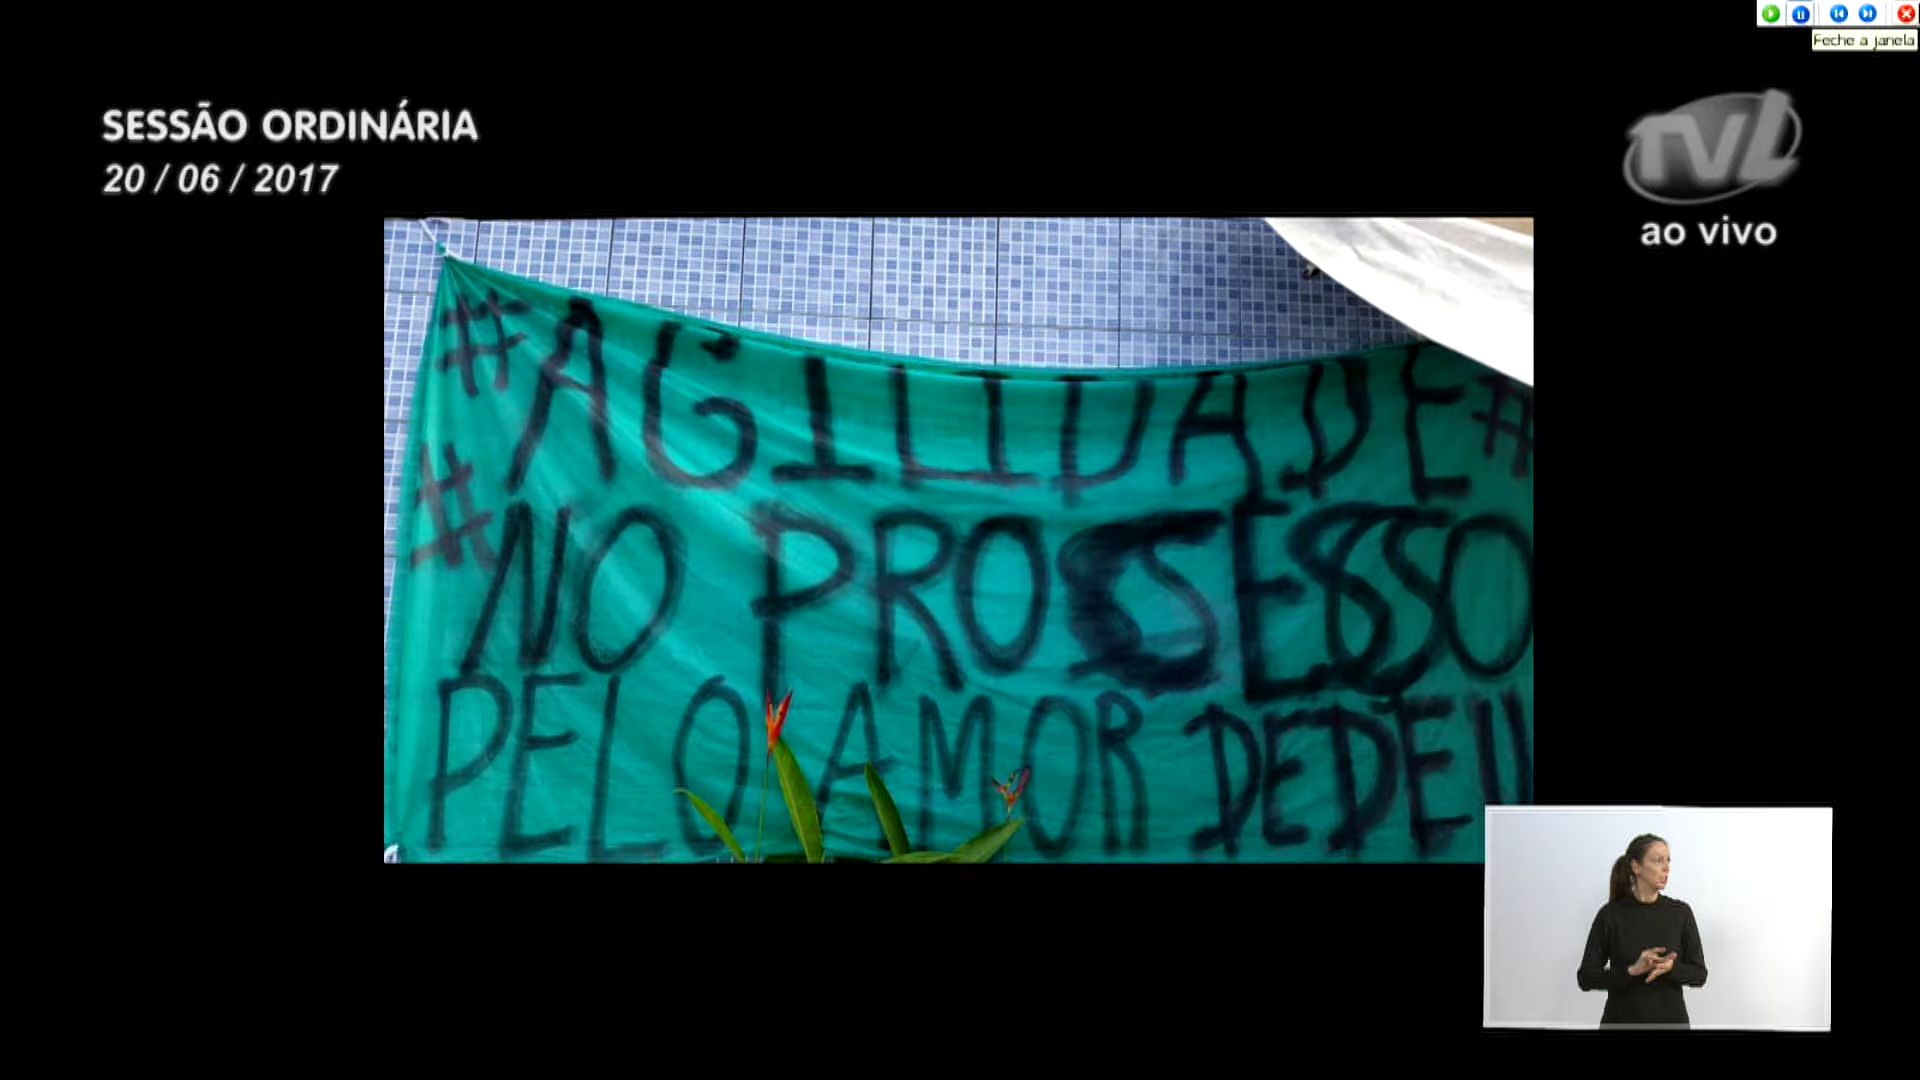 Feche a janela
SESSÃO ORDINÁRIA
20 / 06 / 2017
TVL
ao vivo
#AGILIDADE#
#NO PROSSESSO
PELO AMOR DE DEU